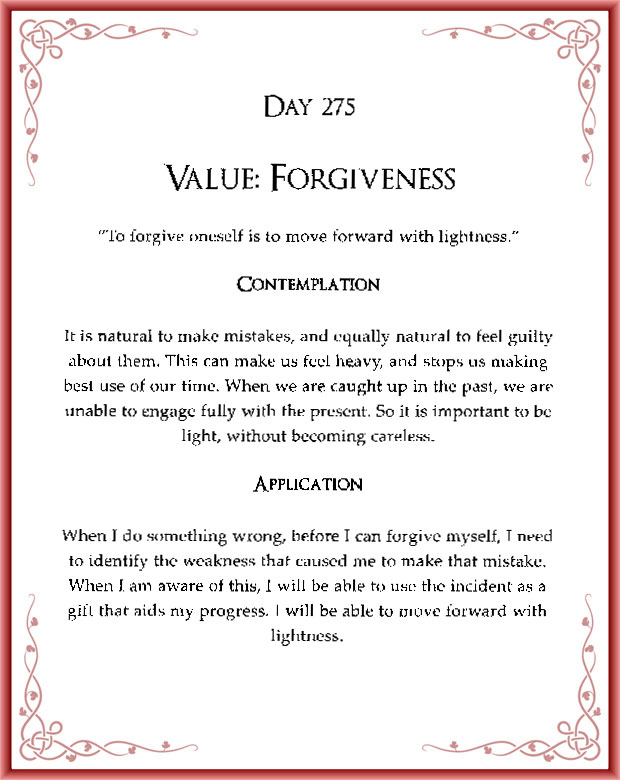 Day 275
Value: Forgiveness
"To forgive oneself is to move forward with lightness."
Contemplation
It is natural to make mistakes, and equally natural to feel guilty
about them. This can make us feel heavy, and stops us making
best use of our time. When we are caught up in the past, we are
unable to engage fully with the present. So it is important to be
light, without becoming careless.
Application
When I do something wrong, before I can forgive myself, I need
to identify the weakness that caused me to make that mistake.
When I am aware of this, I will be able to use the incident as a
gift that aids my progress. I will be able to move forward with
lightness.